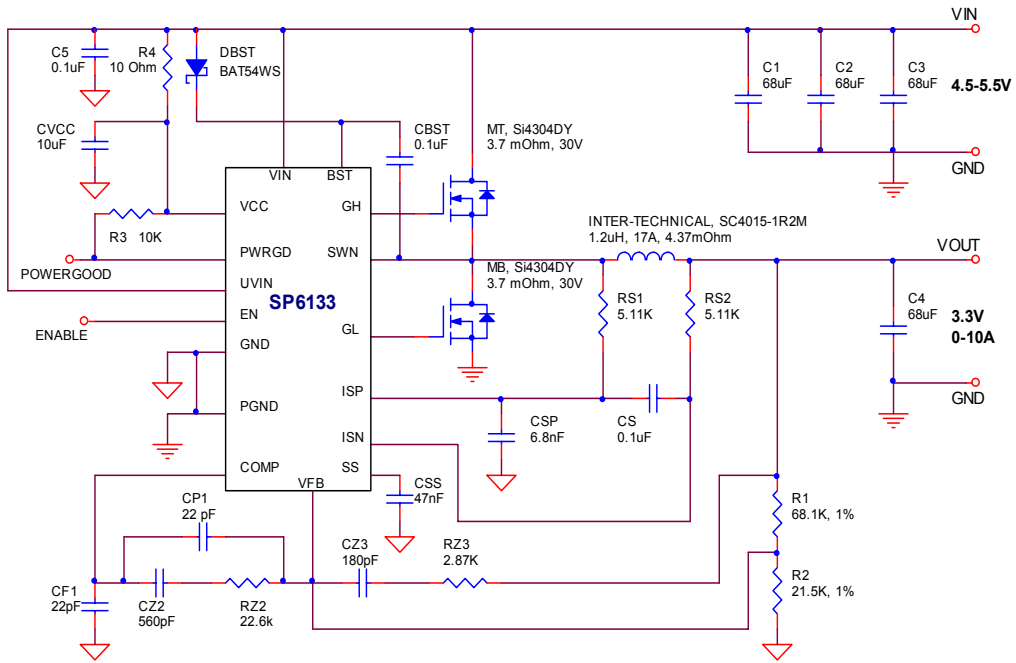 VIN
C5
0.1uF
R4
10 Ohm
DBST
BAT54WS
C1
68uF
C2
68uF
C3
68uF
4.5-5.5V
CVCC
10uF
CBST
0.1uF
MT, Si4304DY
3.7 mOhm, 30V
GND
VIN
BST
VCC
GH
R3 10K
INTER-TECHNICAL, SC4015-1R2M
1.2uH, 17A, 4.37mOhm
VOUT
PWRGD
SWN
POWERGOOD
MB, Si4304DY
3.7 mOhm, 30V
UVIN
SP6133
RS1
5.11K
RS2
5.11K
C4
68uF
3.3V
0-10A
EN
ENABLE
GL
GND
GND
ISP
PGND
CSP
6.8nF
CS
0.1uF
ISN
COMP
SS
VFB
CSS
47nF
CP1
22 pF
R1
68.1K, 1%
CZ3
180pF
RZ3
2.87K
CF1
22pF
CZ2
560pF
RZ2
22.6k
R2
21.5K, 1%